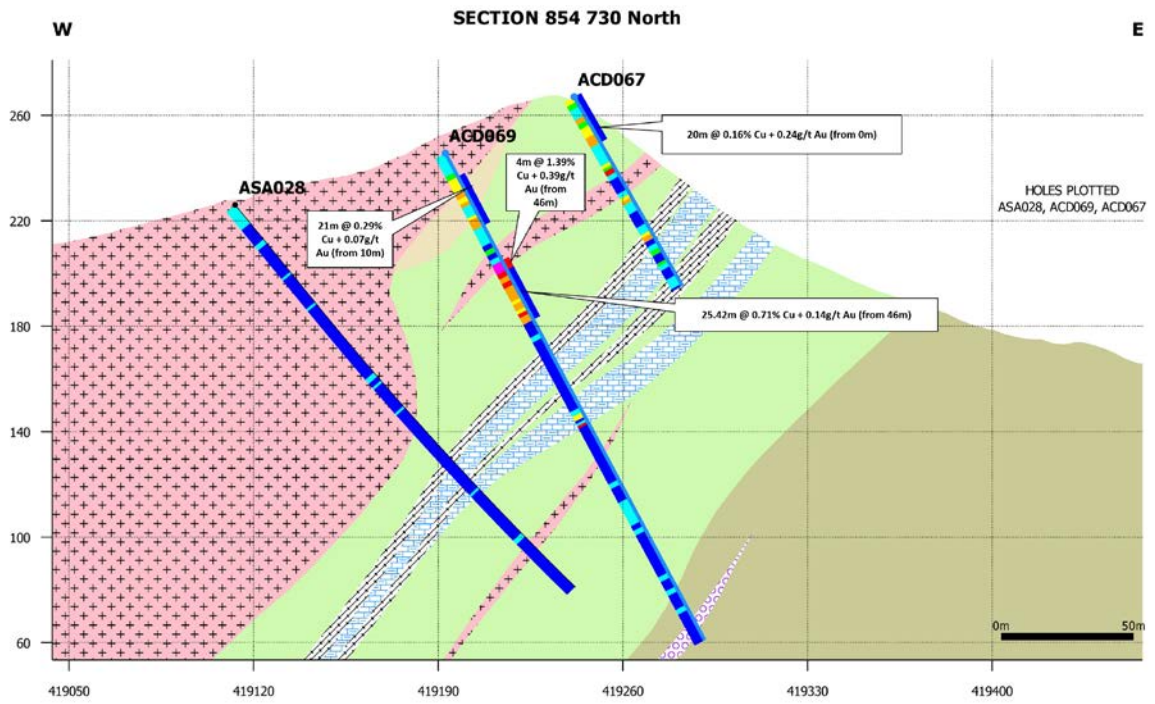 SECTION 854 730 North
W
E
ACD067
ACD069
ASA028
20m @ 0.16% Cu + 0.24g/t Au (from 0m)
4m @ 1.39%
Cu + 0.39g/t
Au (from
46m)
21m @ 0.29%
Cu + 0.07g/t
Au (from 10m)
HOLES PLOTTED
ASA028, ACD069, ACD067
25.42m @ 0.71% Cu + 0.14g/t Au (from 46m)
260
220
180
140
100
60
0m
50m
419050
419120
419190
419260
419330
419400